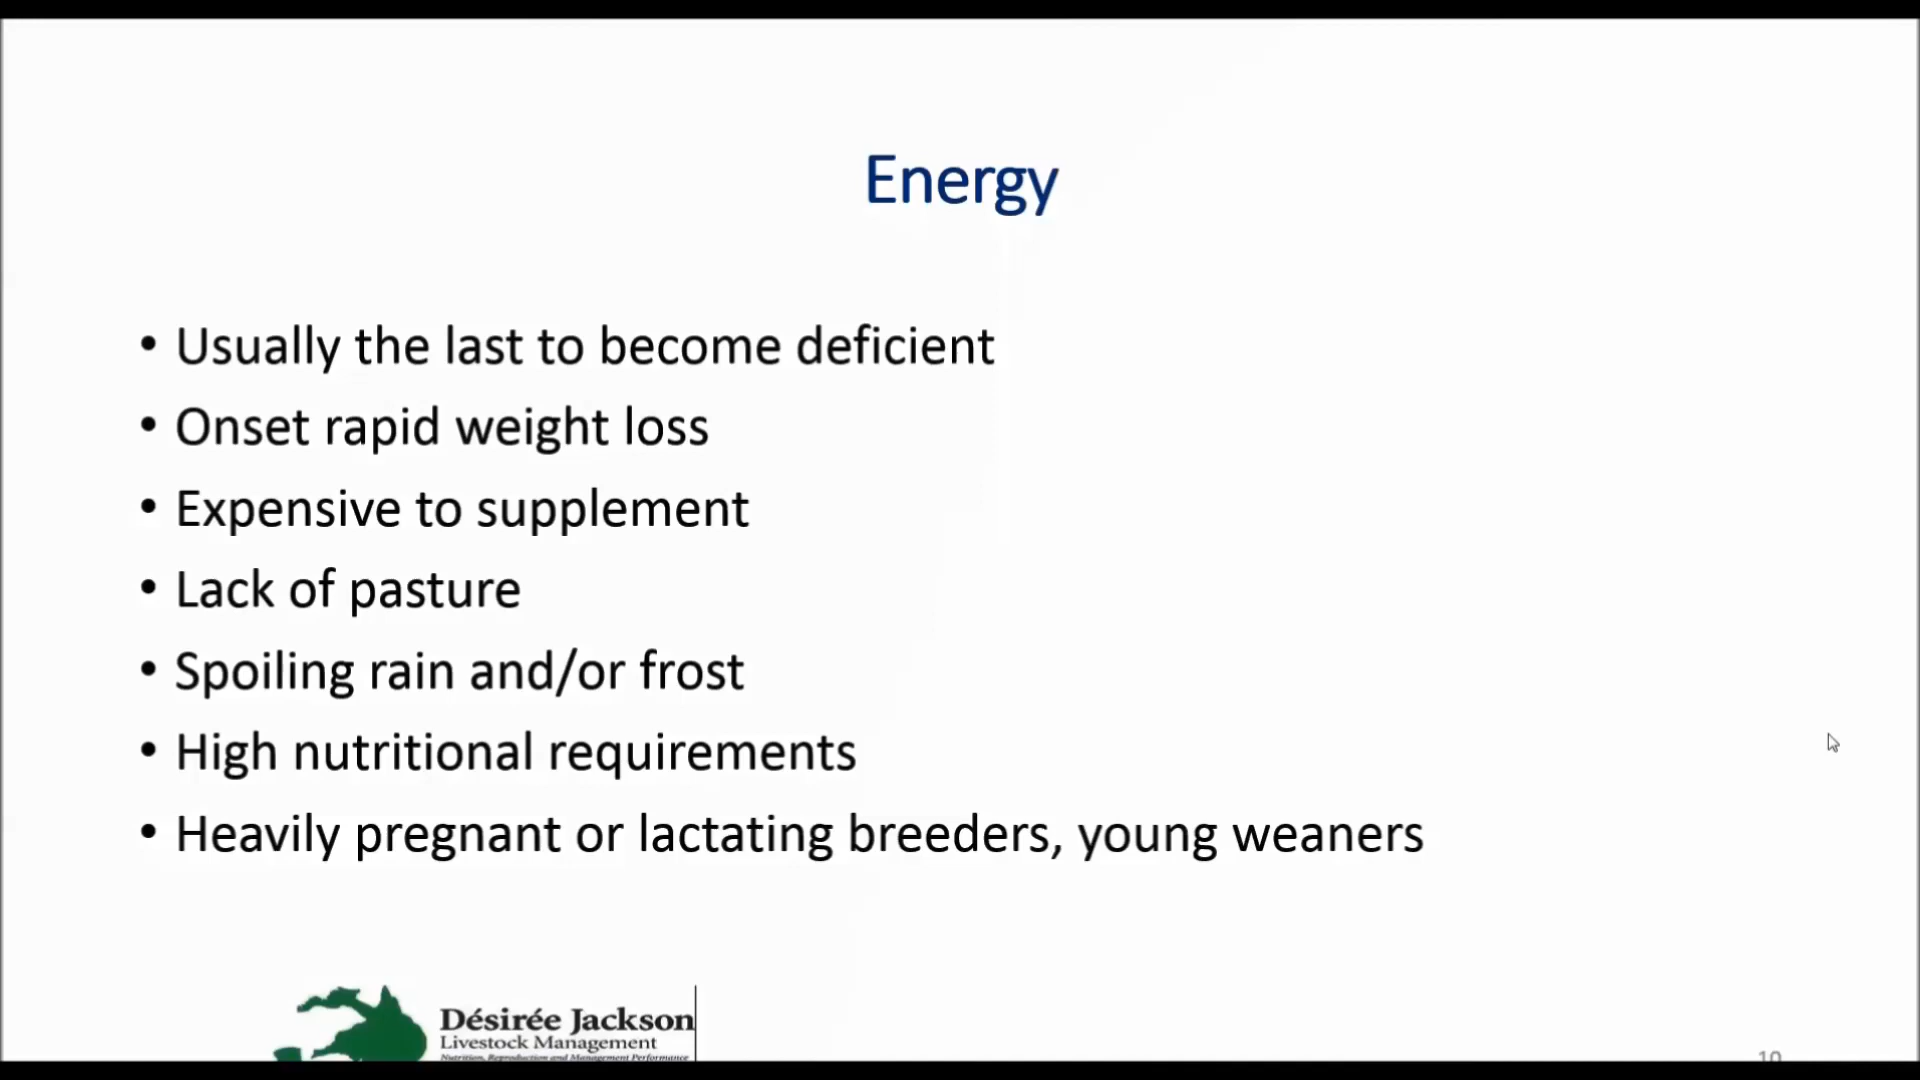 Energy
• Usually the last to become deficient
• Onset rapid weight loss
• Expensive to supplement
• Lack of pasture
• Spoiling rain and/or frost
• High nutritional requirements
• Heavily pregnant or lactating breeders, young weaners
Désirée Jackson
Livestock Management
Nutrition, Reproduction and Management Performance
10